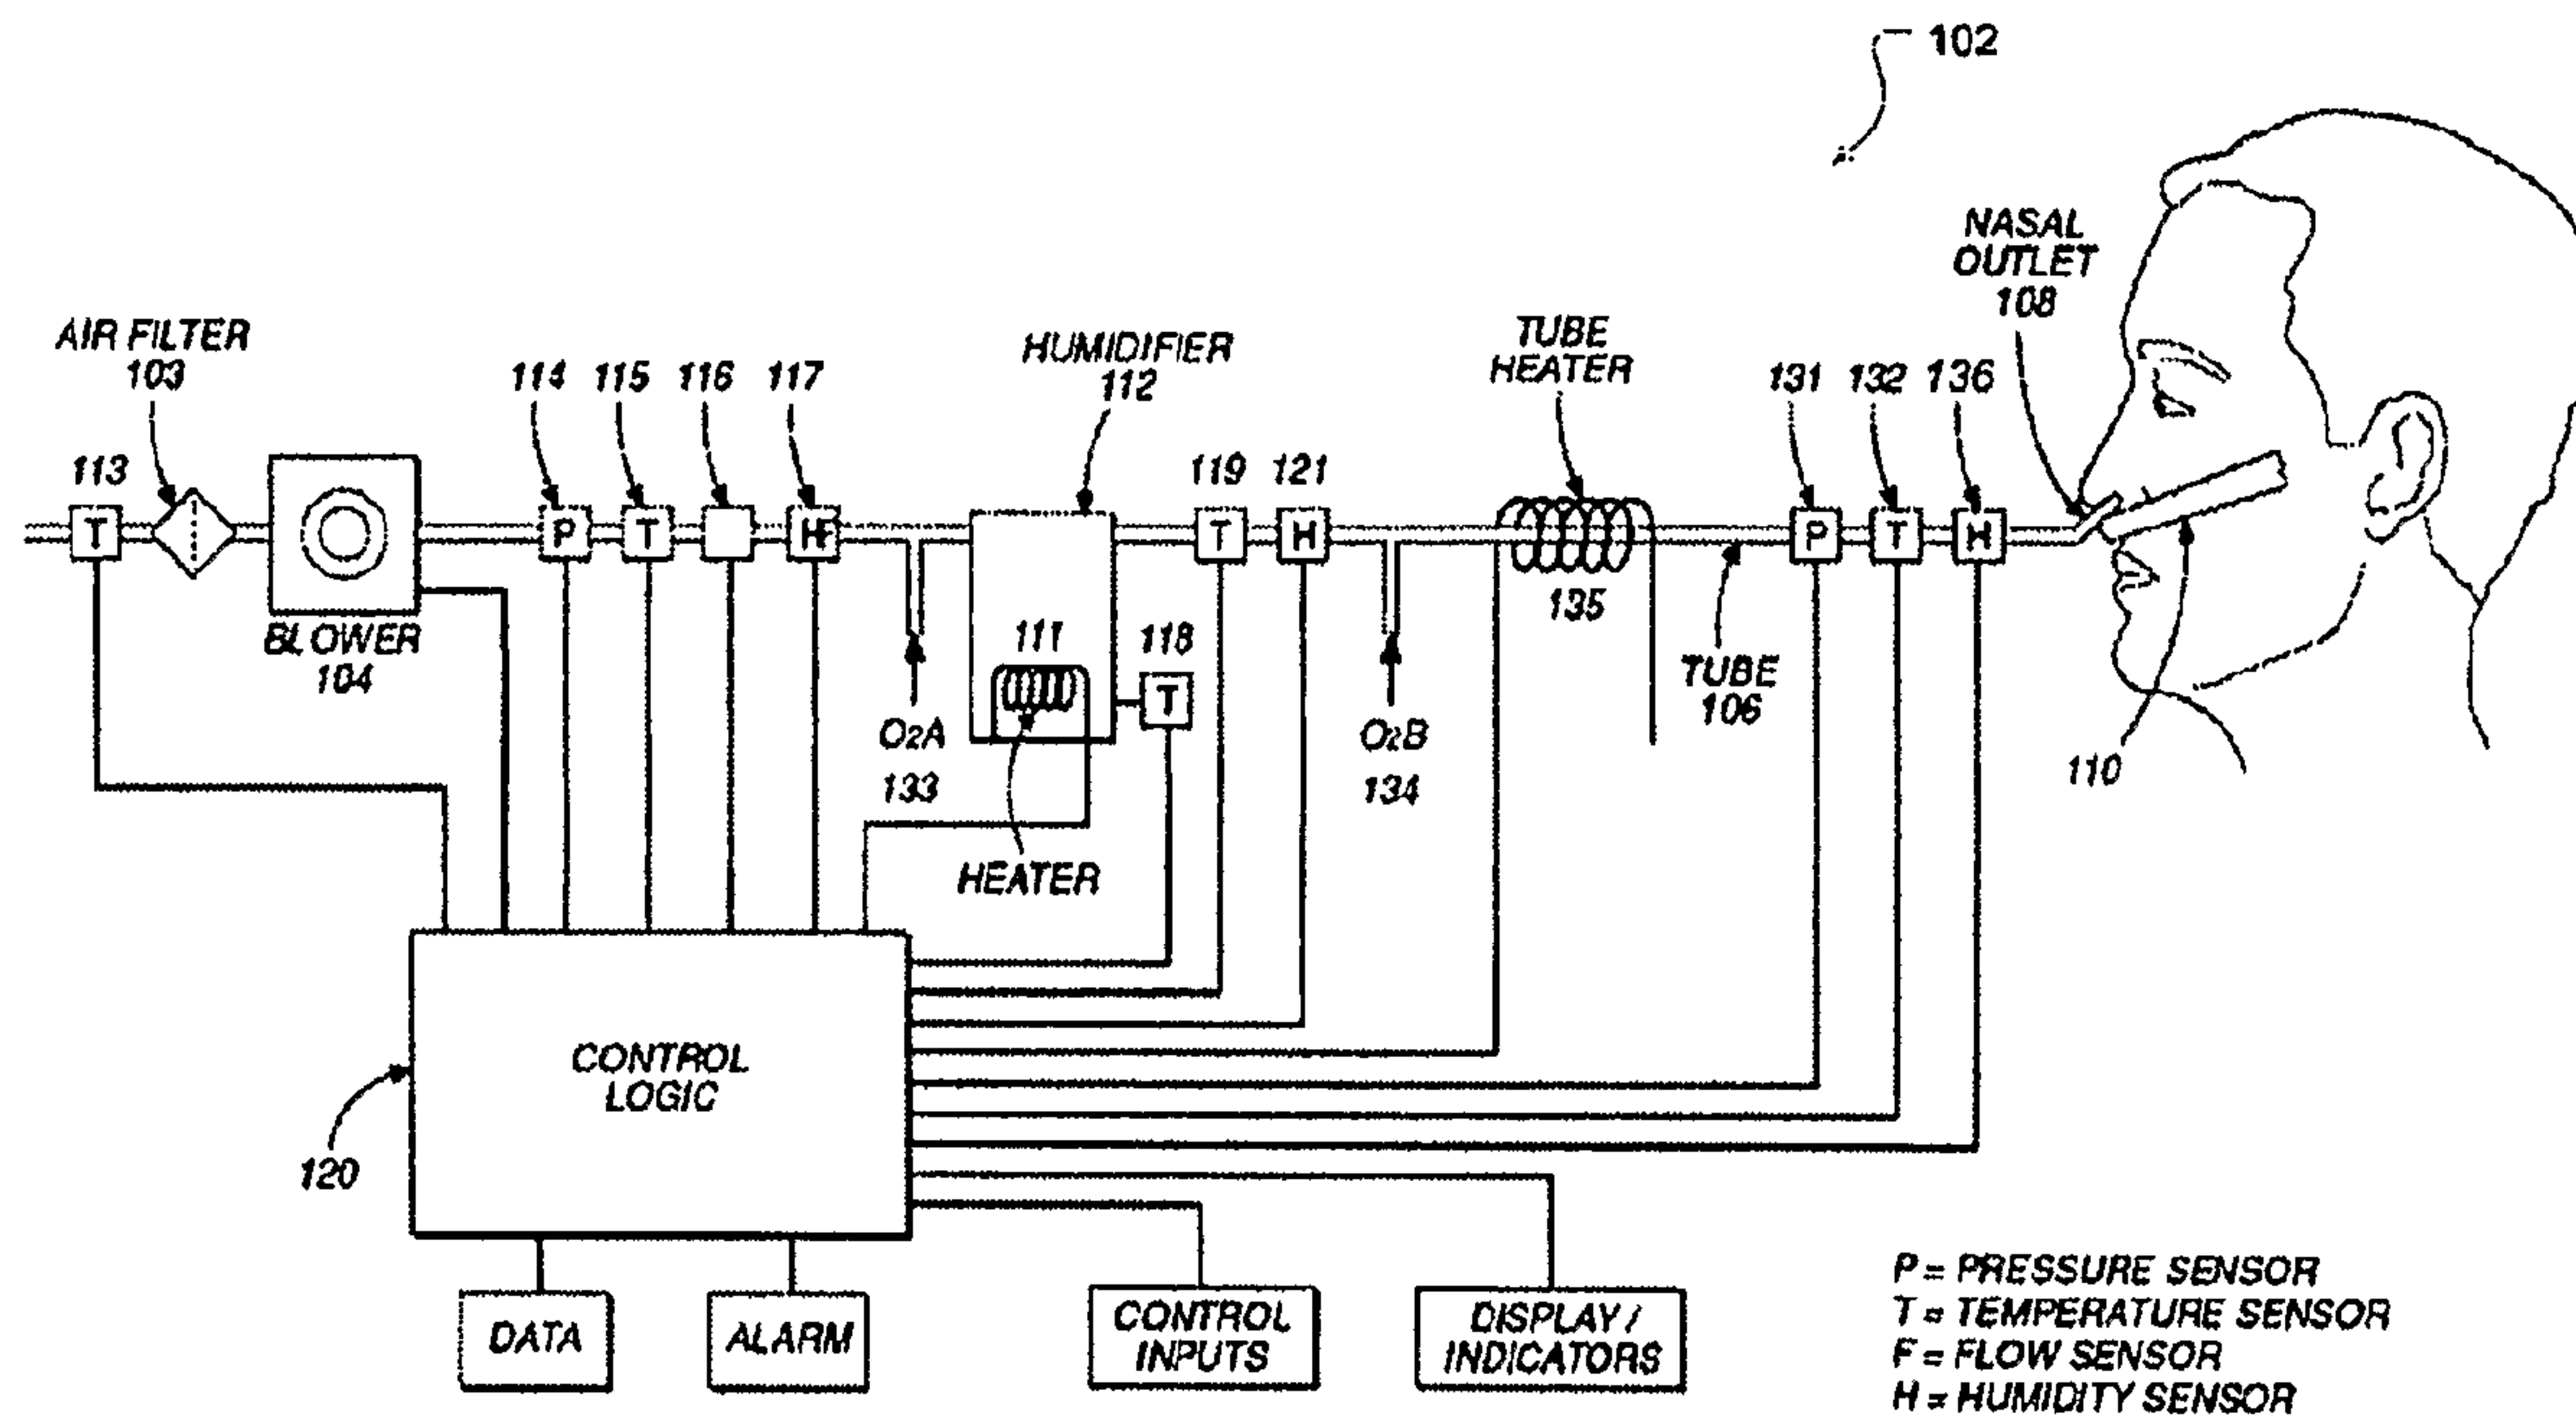 102
NASAL
OUTLET
108
AIR FILTER
103
114 115 116 117
HUMIDIFIER
112
TUBE
HEATER
131 132 136
113
119 121
T
P T HF
T H
P T H
BLOWER
104
111 118
T
135
TUBE
106
O2A
133
O2B
134
110
HEATER
CONTROL
LOGIC
120
DATA
ALARM
CONTROL
INPUTS
DISPLAY /
INDICATORS
P = PRESSURE SENSOR
T = TEMPERATURE SENSOR
F = FLOW SENSOR
H = HUMIDITY SENSOR